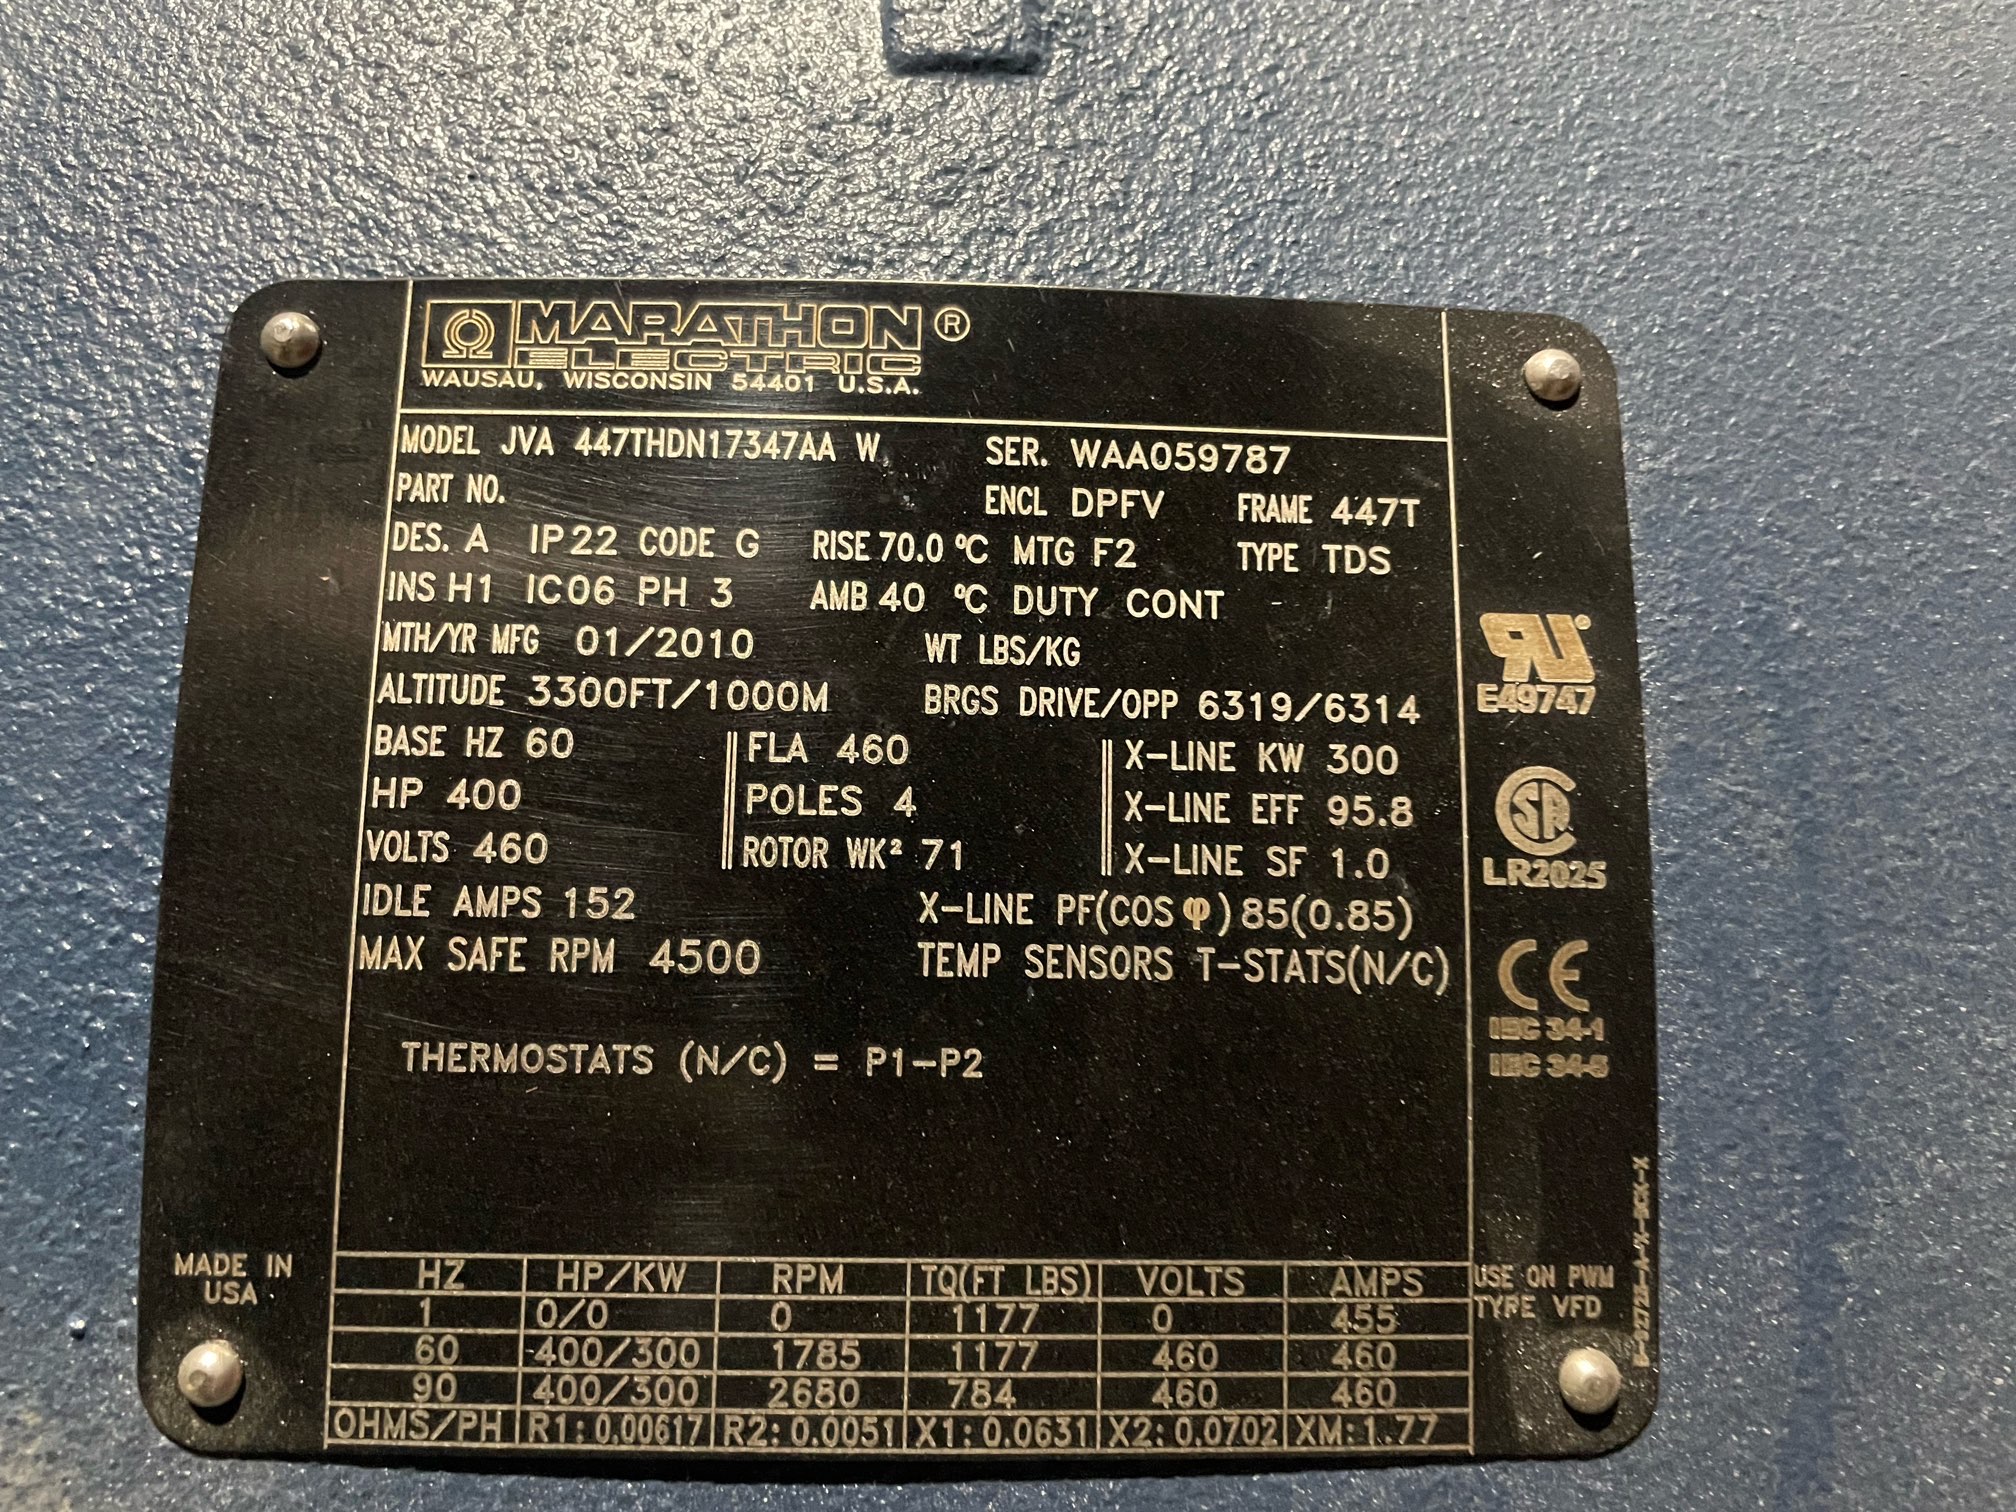 MARATHON ®
ELECTRIC
WAUSAU, WISCONSIN 54401 U.S.A.
MODEL JVA 447THDN17347AA W SER. WAA059787
PART NO. ENCL DPFV FRAME 447T
DES. A IP22 CODE G RISE 70.0 °C MTG F2 TYPE TDS
INS H1 IC06 PH 3 AMB 40 °C DUTY CONT
MTH/YR MFG 01/2010 WT LBS/KG
ALTITUDE 3300FT/1000M BRGS DRIVE/OPP 6319/6314
BASE HZ 60 FLA 460 X-LINE KW 300
HP 400 POLES 4 X-LINE EFF 95.8
VOLTS 460 ROTOR WK² 71 X-LINE SF 1.0
IDLE AMPS 152 X-LINE PF(COS φ) 85(0.85)
MAX SAFE RPM 4500 TEMP SENSORS T-STATS(N/C)
THERMOSTATS (N/C) = P1-P2
RU ®
E49747
SA
LR2025
CE
IEC 34-1
IEC 34-5
MADE IN
USA
HZ HP/KW RPM TQ(FT LBS) VOLTS AMPS
1 0/0 0 1177 0 455
60 400/300 1785 1177 460 460
90 400/300 2680 784 460 460
OHMS/PH R1:0.00617 R2:0.0051 X1:0.0631 X2:0.0702 XM:1.77
USE ON PWM
TYPE VFD